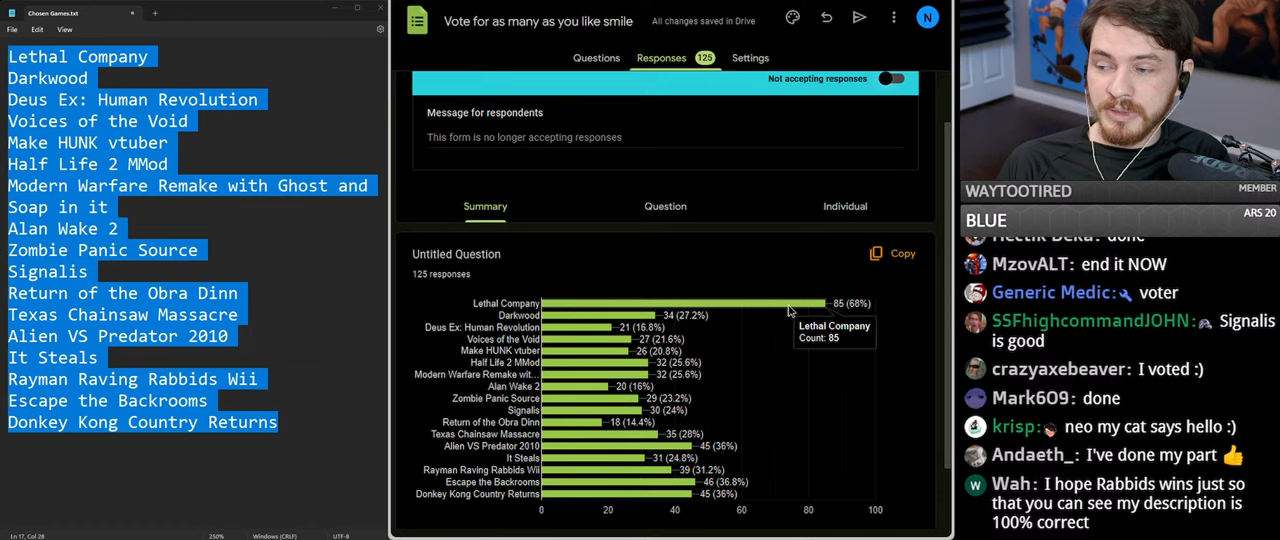 Chosen Games.txt
File Edit View
Lethal Company
Darkwood
Deus Ex: Human Revolution
Voices of the Void
Make HUNK vtuber
Half Life 2 MMod
Modern Warfare Remake with Ghost and
Soap in it
Alan Wake 2
Zombie Panic Source
Signalis
Return of the Obra Dinn
Texas Chainsaw Massacre
Alien VS Predator 2010
It Steals
Rayman Raving Rabbids Wii
Escape the Backrooms
Donkey Kong Country Returns
Ln 17, Col 28 250% Windows (CRLF) UTF-8
Vote for as many as you like smile All changes saved in Drive N
Questions Responses 125 Settings
Not accepting responses
Message for respondents
This form is no longer accepting responses
Summary Question Individual
Untitled Question Copy
125 responses
Lethal Company 85 (68%)
Darkwood 34 (27.2%)
Deus Ex: Human Revolution 21 (16.8%)
Voices of the Void 27 (21.6%)
Make HUNK vtuber 26 (20.8%)
Half Life 2 MMod 32 (25.6%)
Modern Warfare Remake wit... 32 (25.6%)
Alan Wake 2 20 (16%)
Zombie Panic Source 29 (23.2%)
Signalis 30 (24%)
Return of the Obra Dinn 18 (14.4%)
Texas Chainsaw Massacre 35 (28%)
Alien VS Predator 2010 45 (36%)
It Steals 31 (24.8%)
Rayman Raving Rabbids Wii 39 (31.2%)
Escape the Backrooms 46 (36.8%)
Donkey Kong Country Returns 45 (36%)
0 20 40 60 80 100
Lethal Company
Count: 85
RODE
WAYTOOTIRED MEMBER
BLUE ARS 20
Hectik Deka: done
MzovALT: end it NOW
Generic Medic: voter
SSFhighcommandJOHN: Signalis
is good
crazyaxebeaver: I voted :)
Mark6O9: done
krisp: neo my cat says hello :)
Andaeth_: I've done my part 👍
W Wah: I hope Rabbids wins just so
that you can see my description is
100% correct